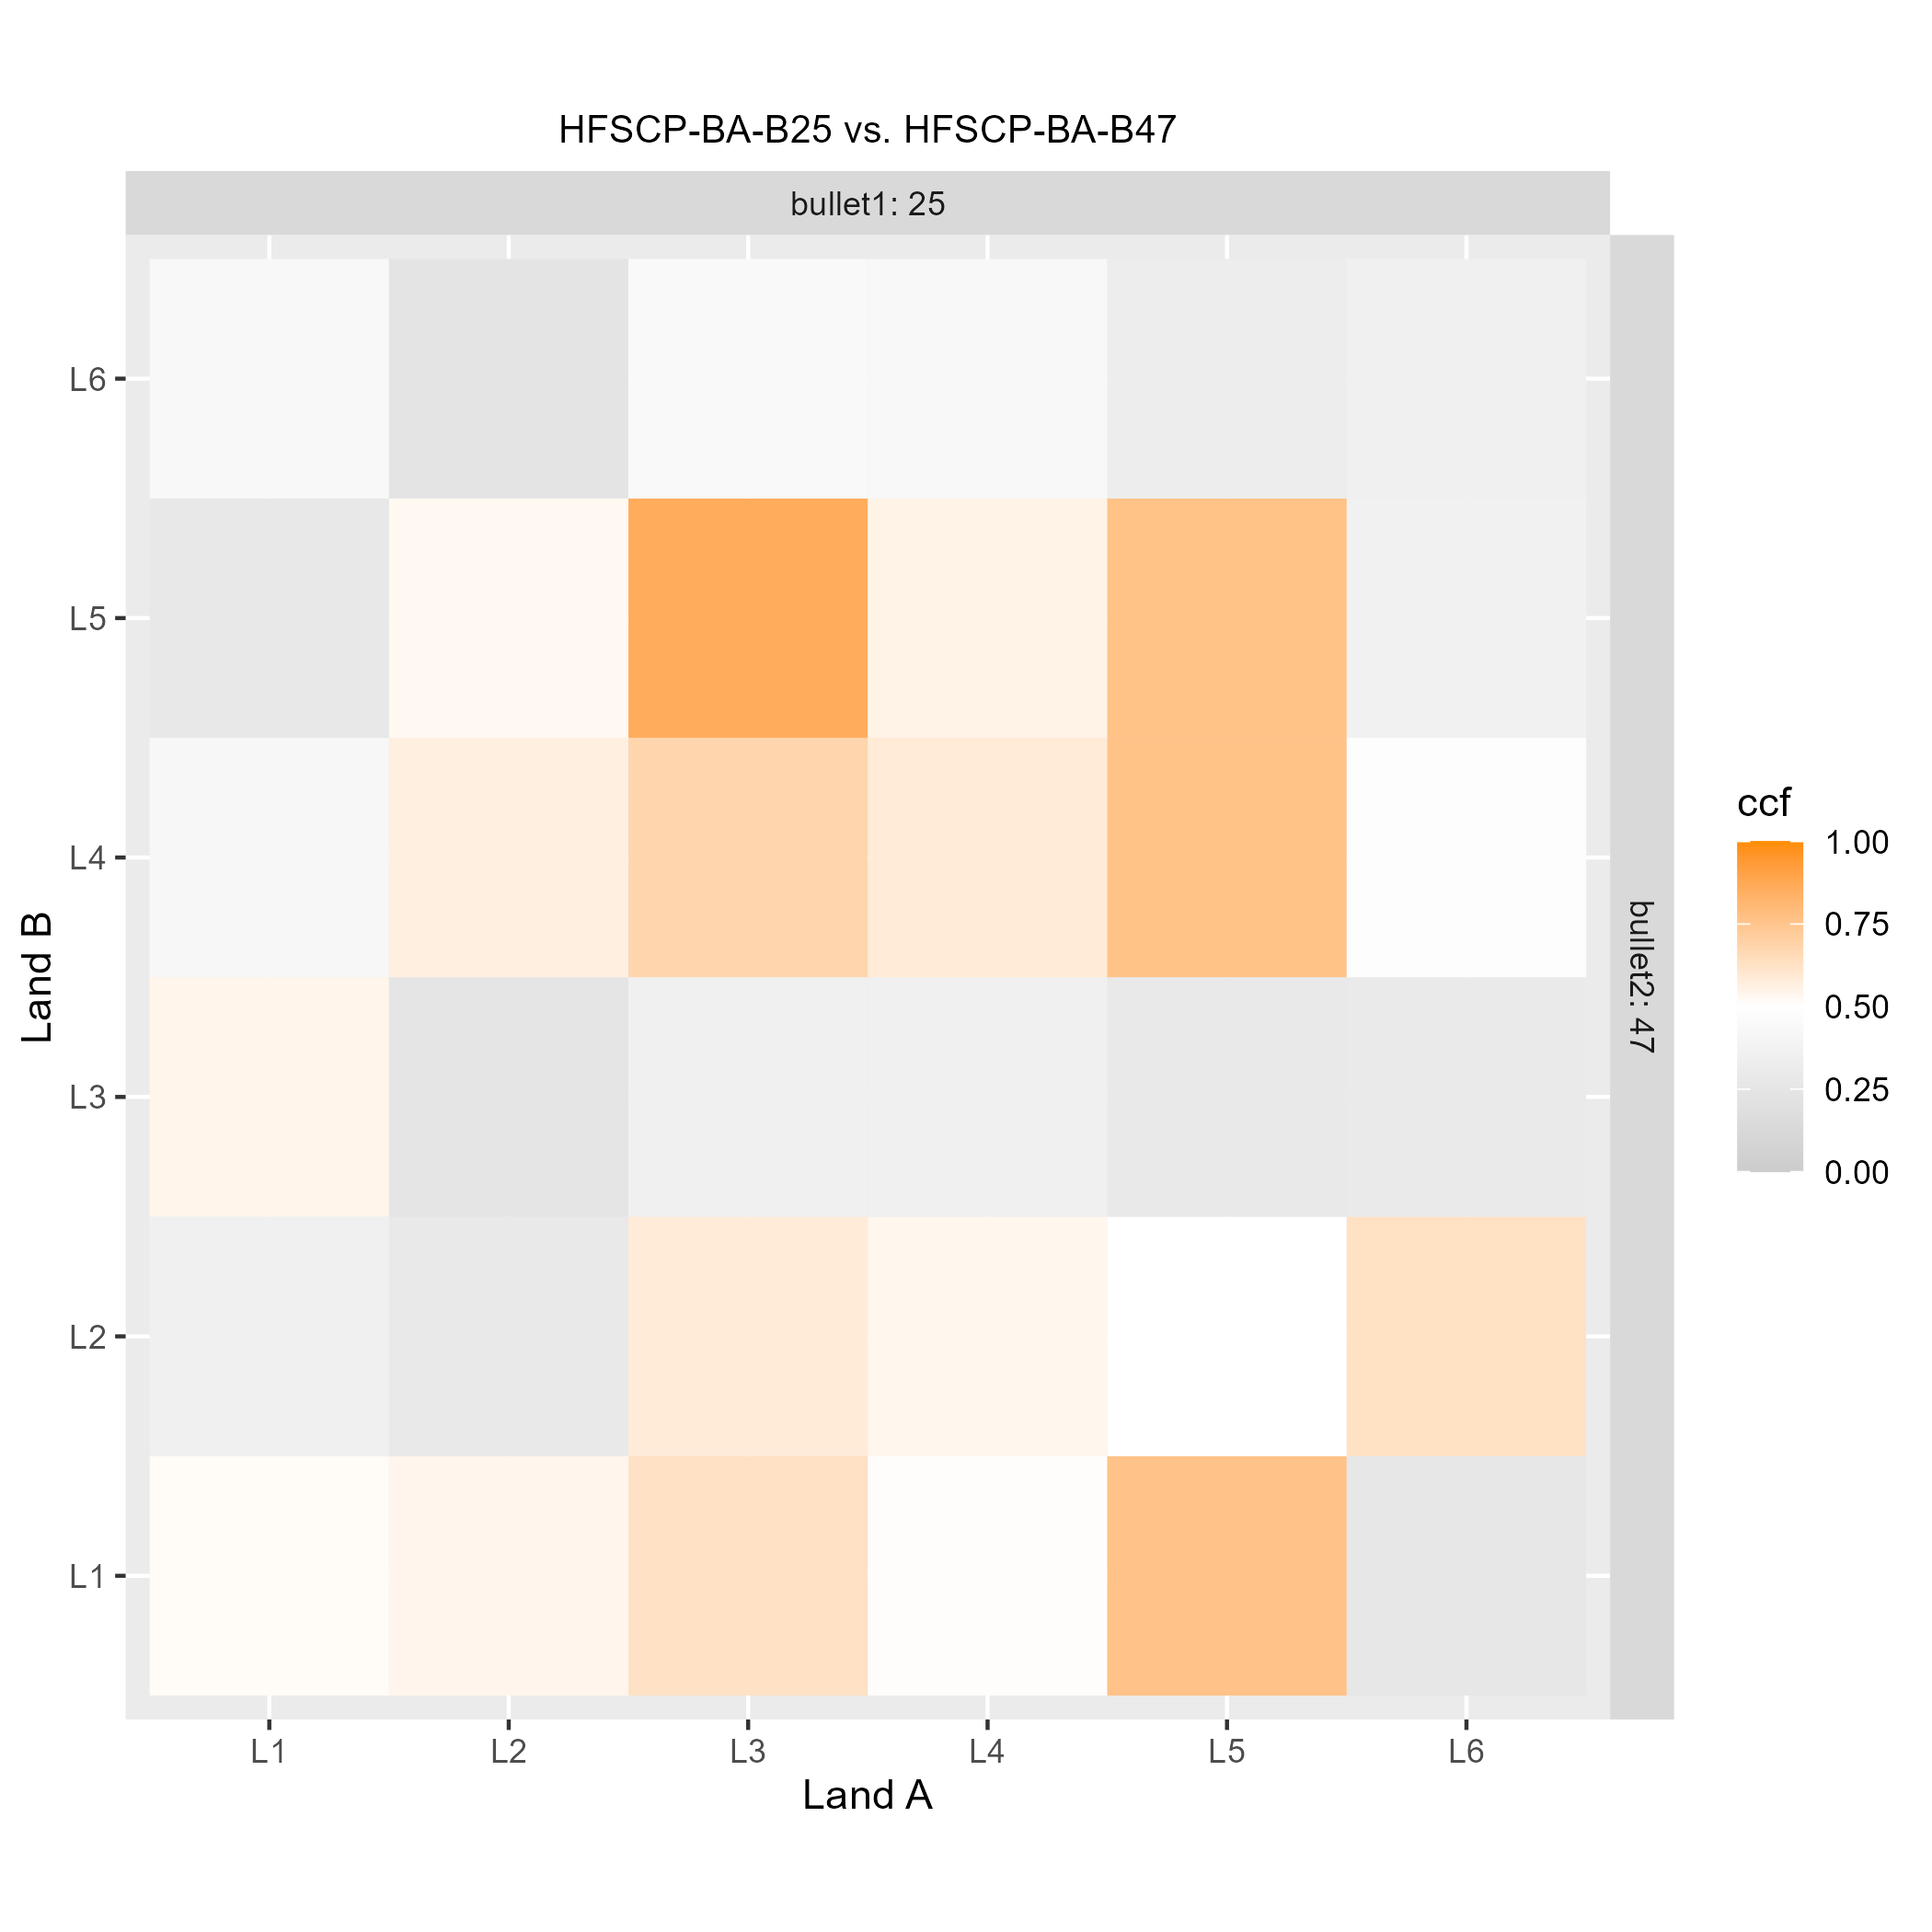 HFSCP-BA-B25 vs. HFSCP-BA-B47
bullet1: 25
L6
L5
L4
L3
L2
L1
Land B
bullet2: 47
L1 L2 L3 L4 L5 L6
Land A
ccf
1.00
0.75
0.50
0.25
0.00